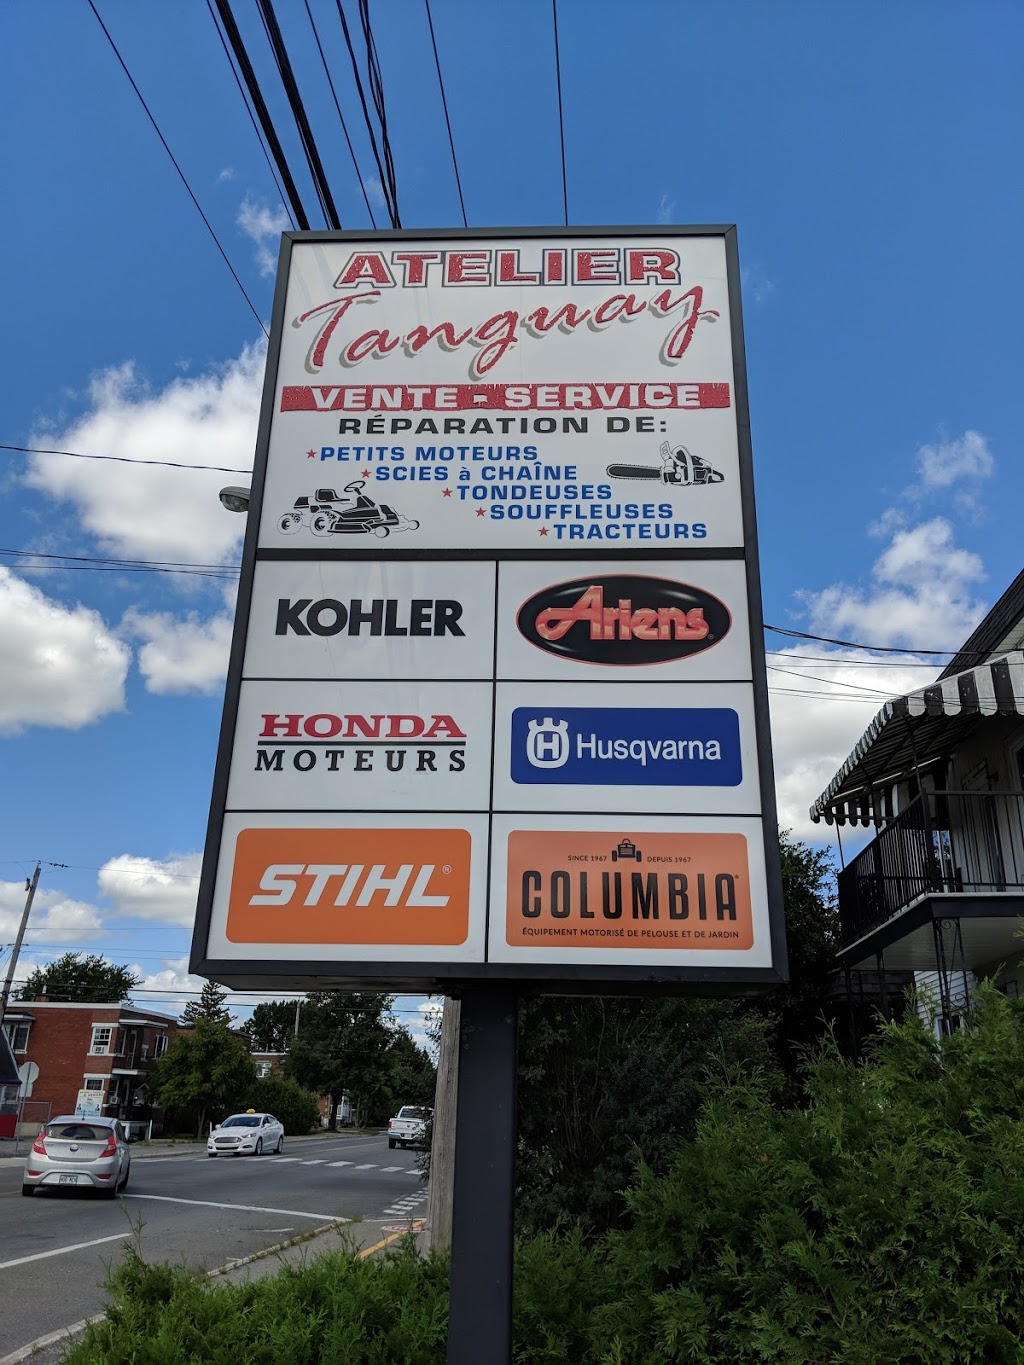 ATELIER
Tanguay
VENTE - SERVICE
RÉPARATION DE:
★PETITS MOTEURS
★SCIES à CHAÎNE
★TONDEUSES
★SOUFFLEUSES
★TRACTEURS
KOHLER
Ariens®
HONDA
MOTEURS
H Husqvarna
STIHL®
SINCE 1967 DEPUIS 1967
COLUMBIA
ÉQUIPEMENT MOTORISÉ DE PELOUSE ET DE JARDIN